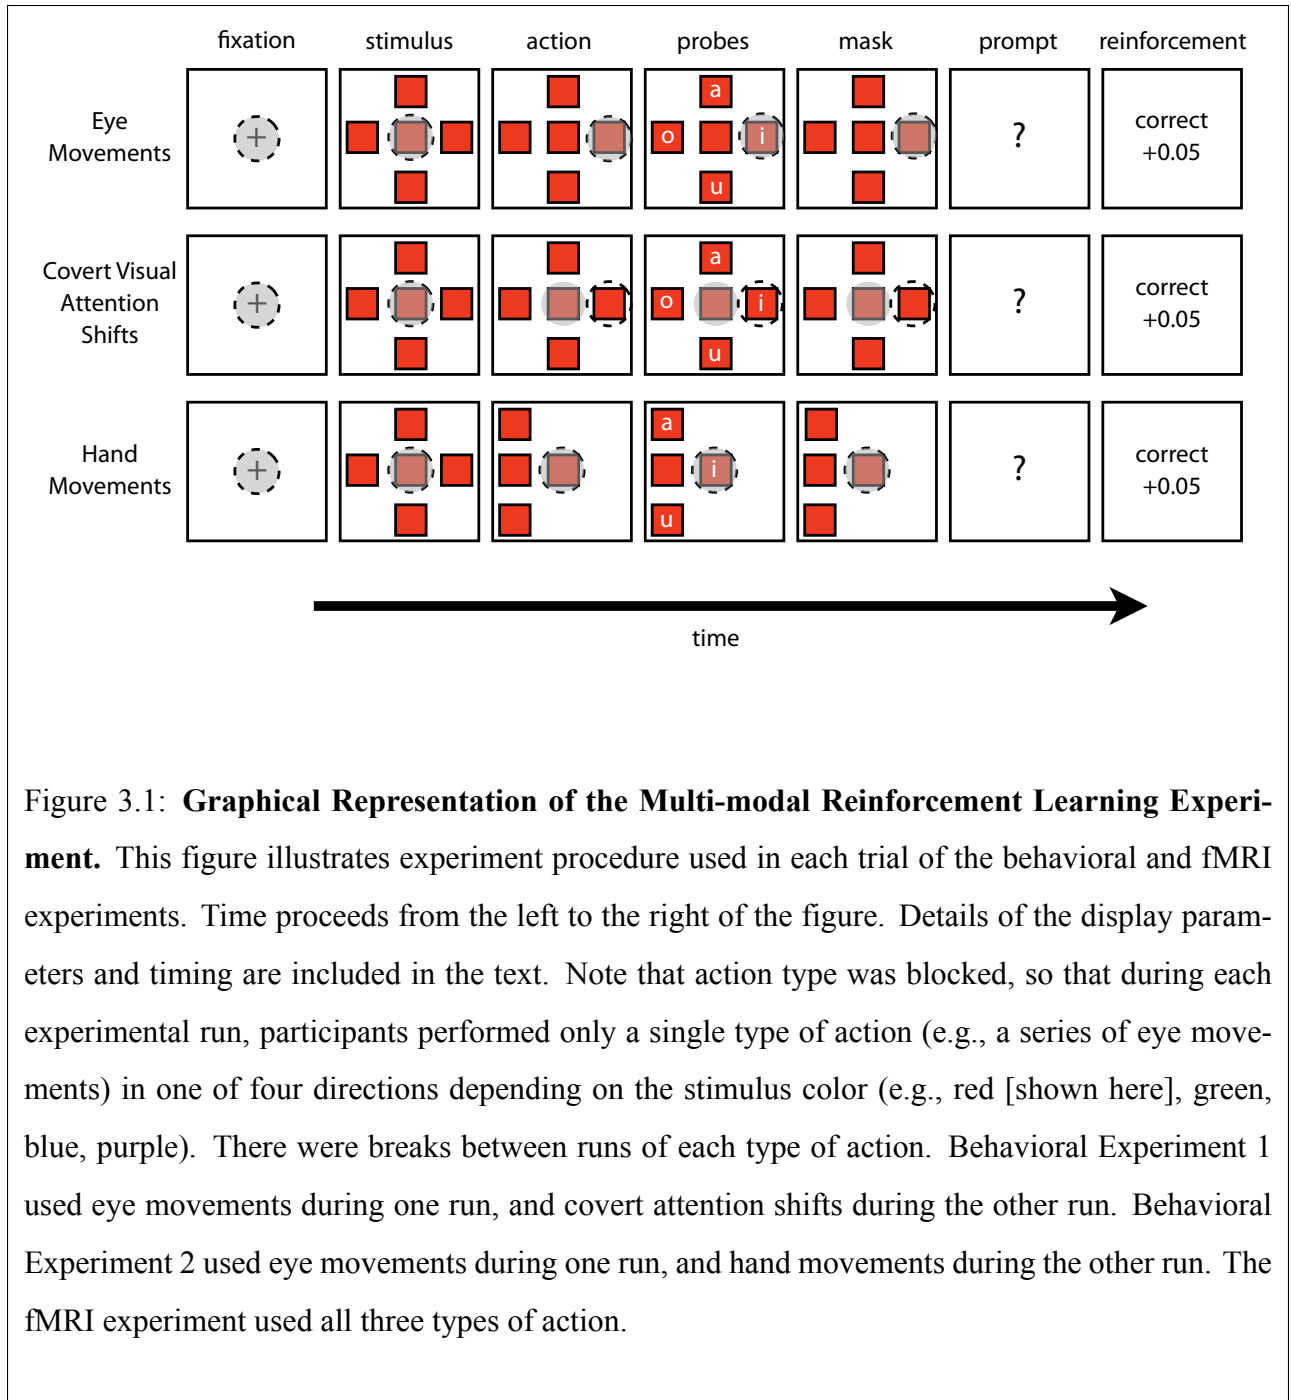 fixation stimulus action probes mask prompt reinforcement
Eye
Movements
+
a
o i
u
?
correct
+0.05
Covert Visual
Attention
Shifts
+
a
o i
u
?
correct
+0.05
Hand
Movements
+
a
i
u
?
correct
+0.05
time
Figure 3.1: Graphical Representation of the Multi-modal Reinforcement Learning Experi-
ment. This figure illustrates experiment procedure used in each trial of the behavioral and fMRI
experiments. Time proceeds from the left to the right of the figure. Details of the display param-
eters and timing are included in the text. Note that action type was blocked, so that during each
experimental run, participants performed only a single type of action (e.g., a series of eye move-
ments) in one of four directions depending on the stimulus color (e.g., red [shown here], green,
blue, purple). There were breaks between runs of each type of action. Behavioral Experiment 1
used eye movements during one run, and covert attention shifts during the other run. Behavioral
Experiment 2 used eye movements during one run, and hand movements during the other run. The
fMRI experiment used all three types of action.